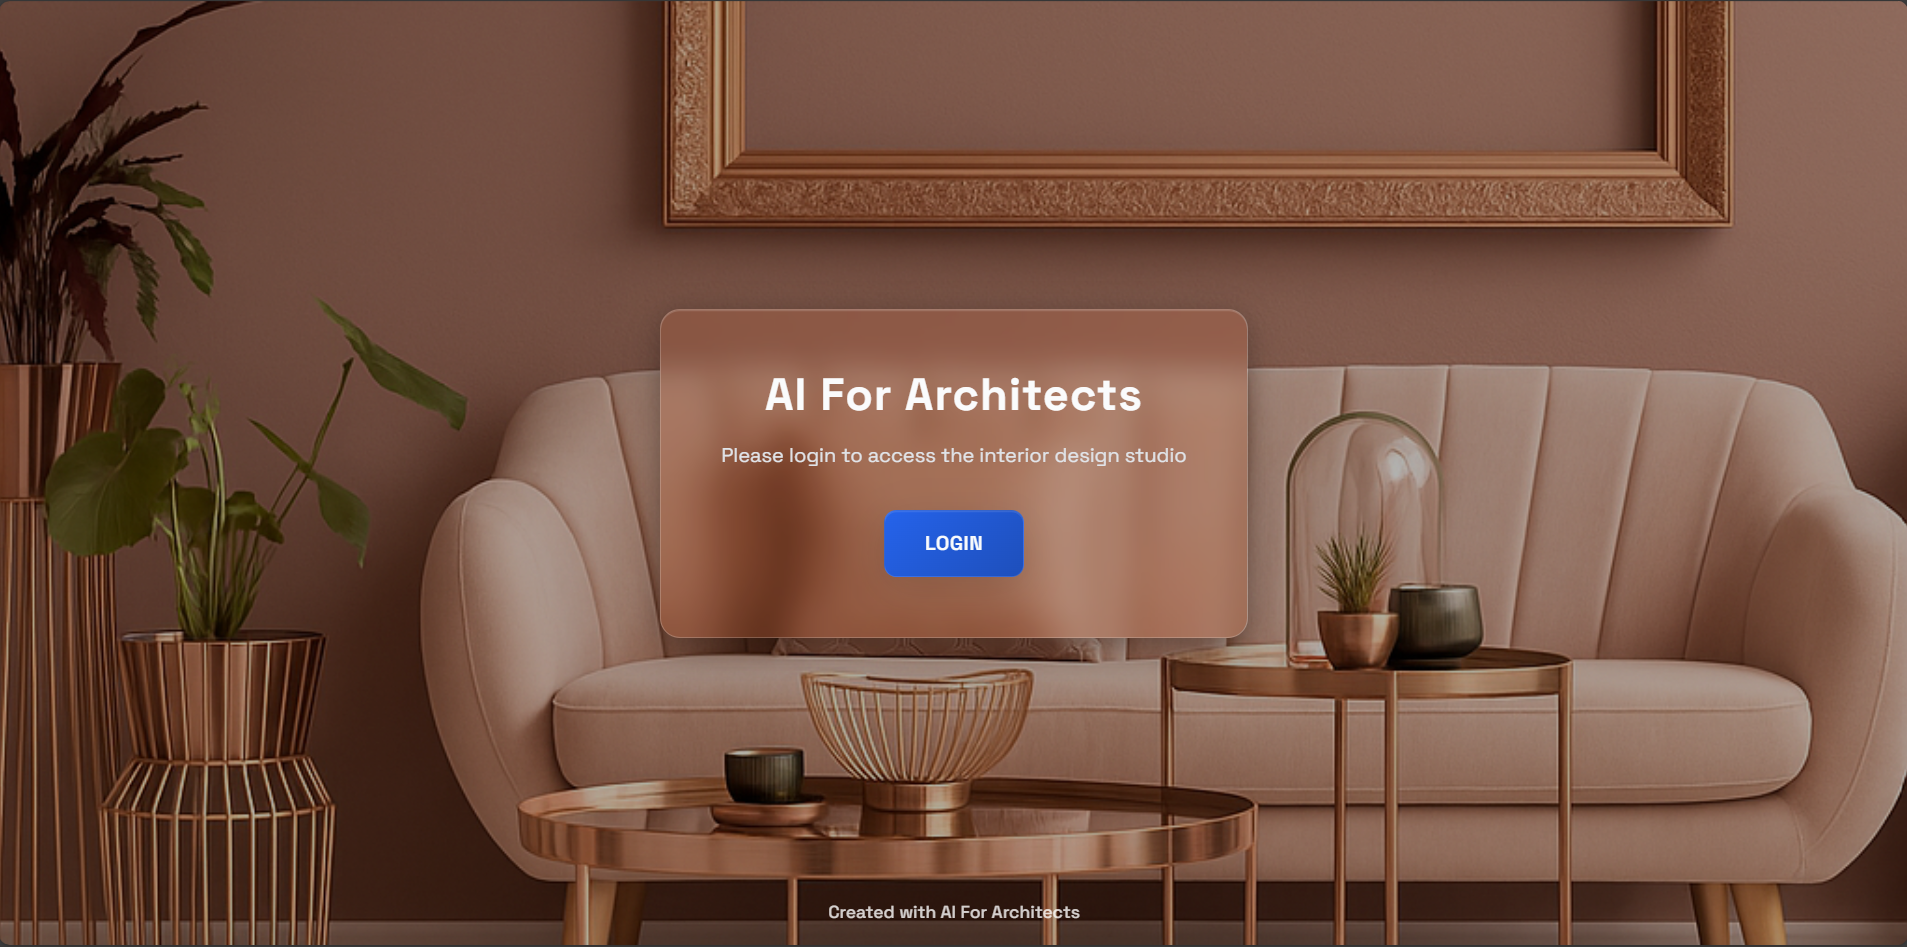 AI For Architects
Please login to access the interior design studio
LOGIN
Created with AI For Architects